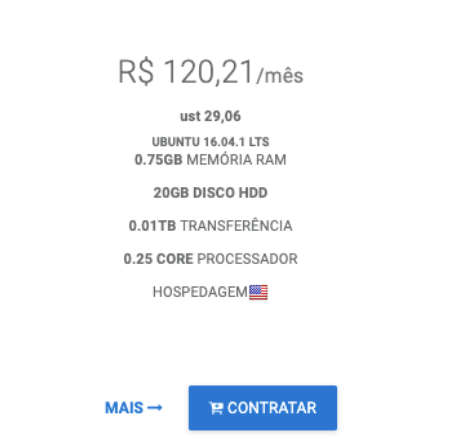 R$ 120,21/mês
ust 29,06
UBUNTU 16.04.1 LTS
0.75GB MEMÓRIA RAM
20GB DISCO HDD
0.01TB TRANSFERÊNCIA
0.25 CORE PROCESSADOR
HOSPEDAGEM
MAIS
CONTRATAR